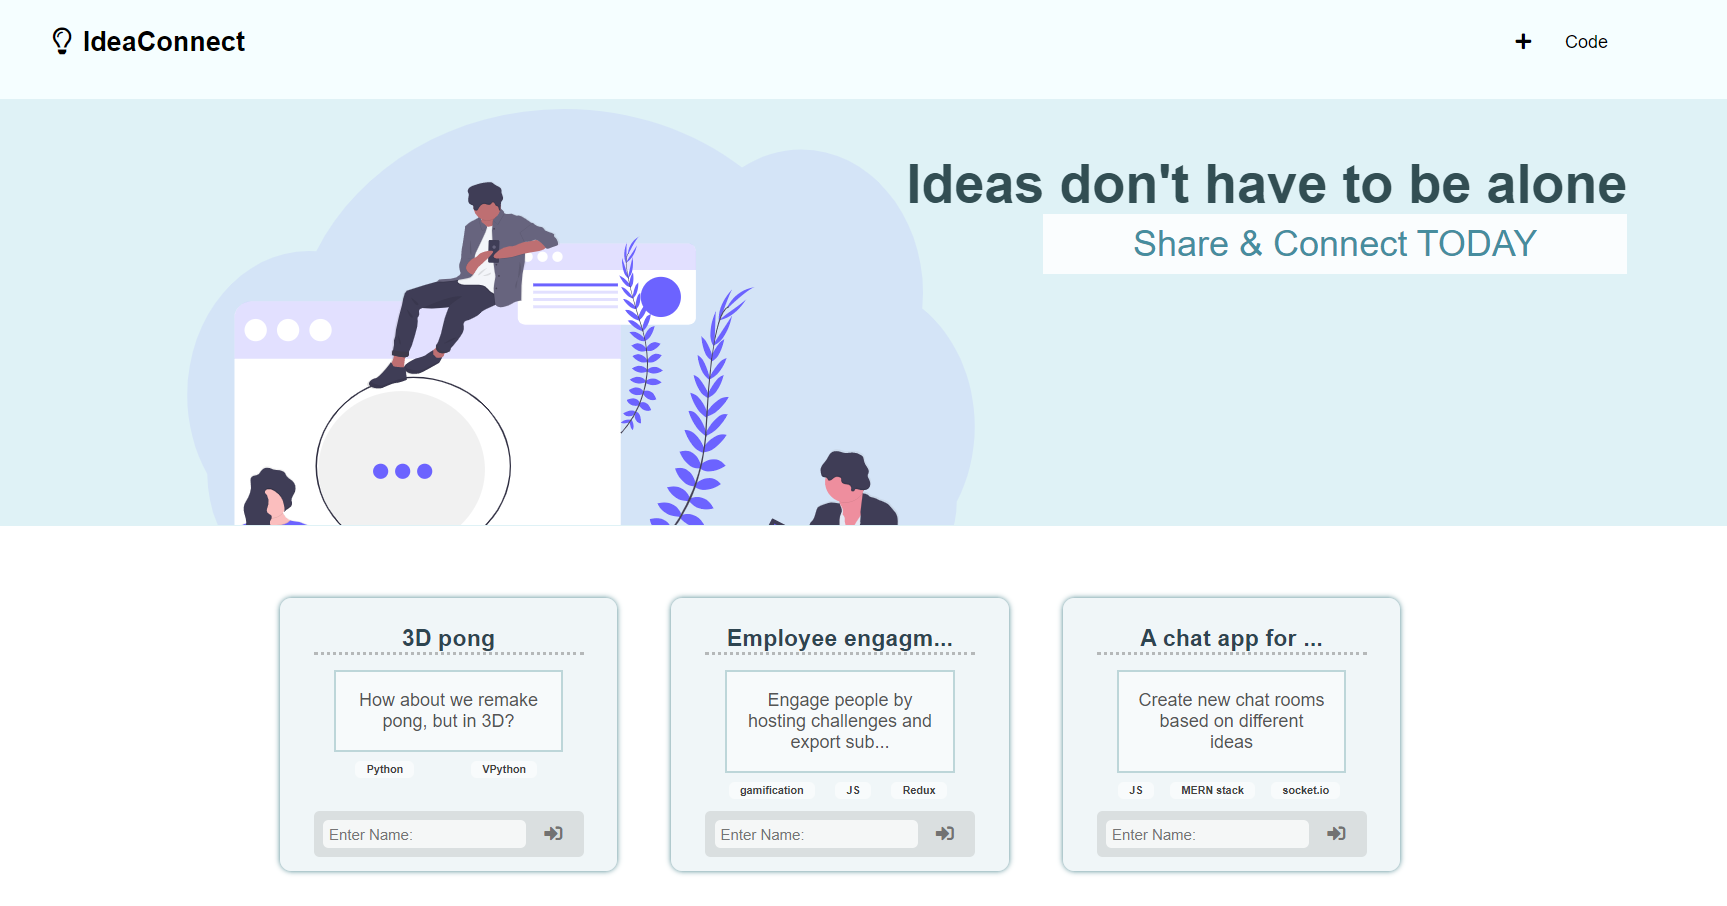 IdeaConnect
Code
Ideas don't have to be alone
Share & Connect TODAY
3D pong
How about we remake
pong, but in 3D?
Python VPython
Enter Name:
Employee engagm...
Engage people by
hosting challenges and
export sub...
gamification JS Redux
Enter Name:
A chat app for ...
Create new chat rooms
based on different
ideas
JS MERN stack socket.io
Enter Name: